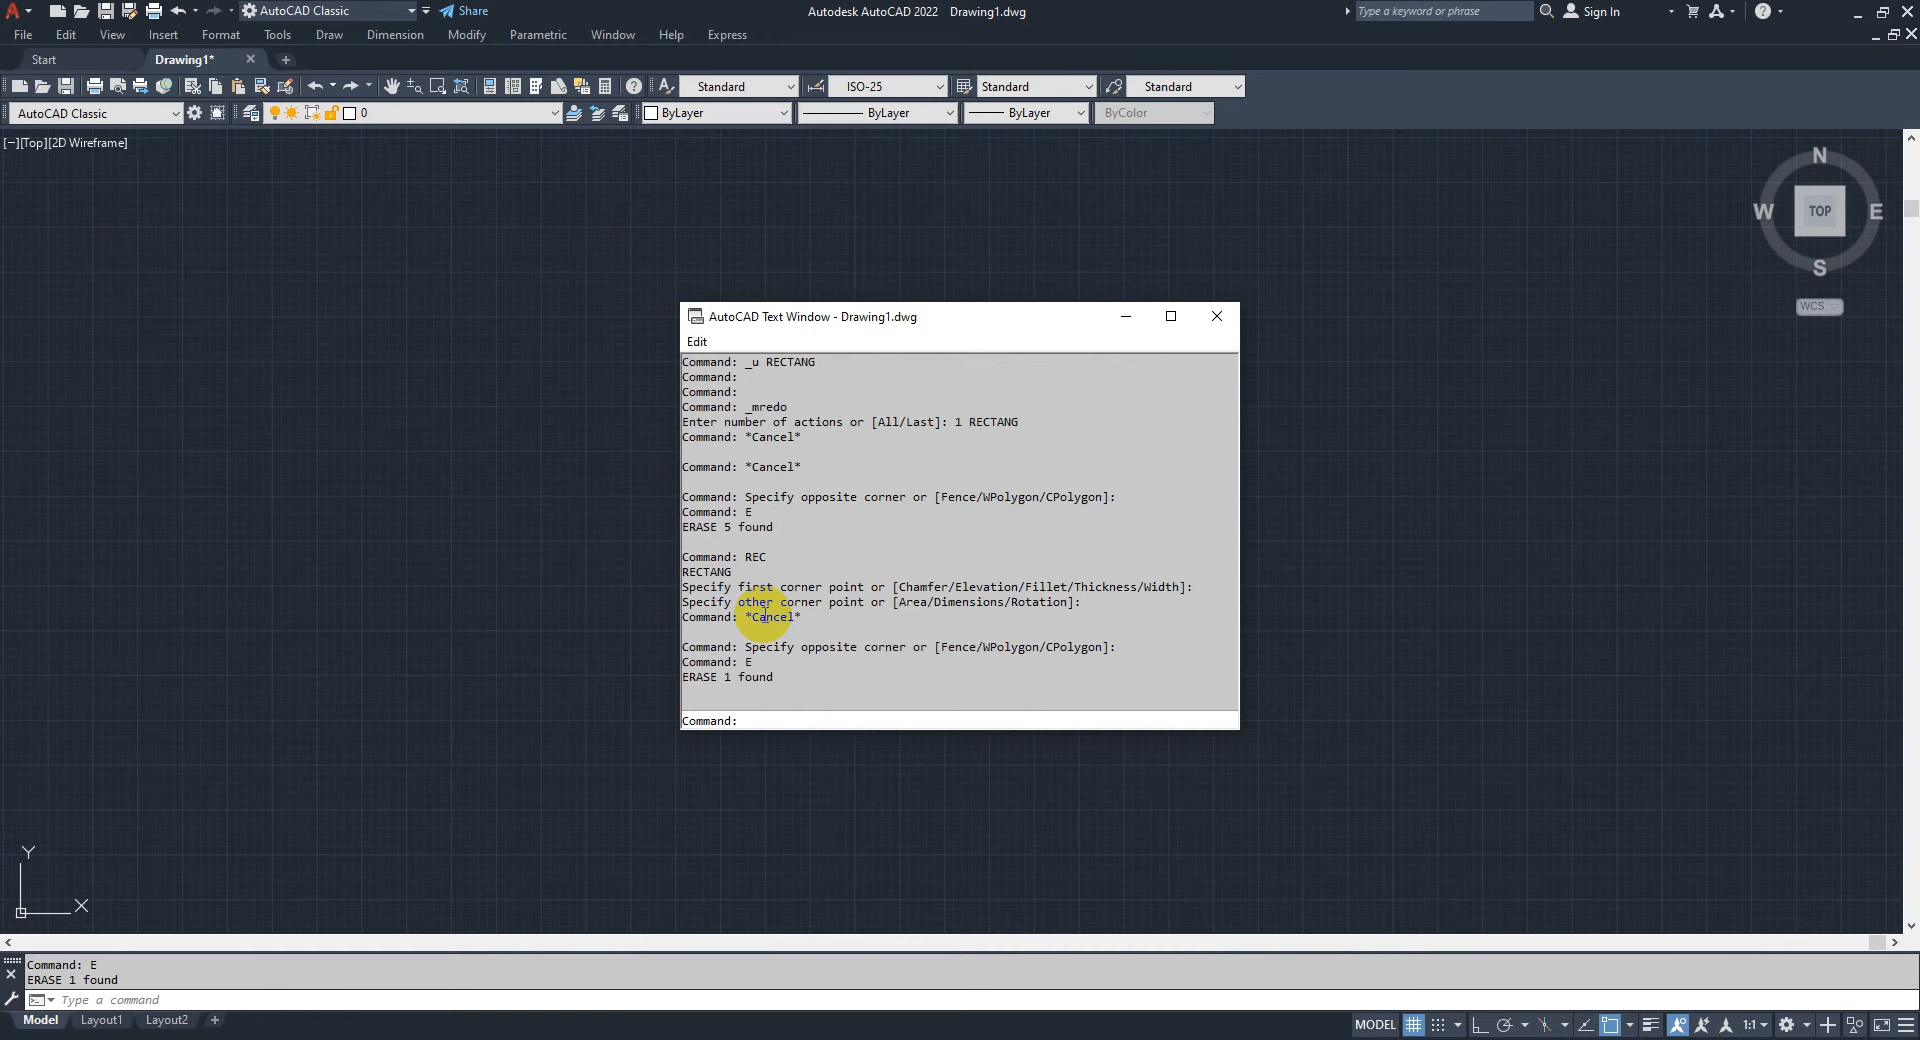 AutoCAD Classic Share Autodesk AutoCAD 2022 Drawing1.dwg Type a keyword or phrase Sign In
File Edit View Insert Format Tools Draw Dimension Modify Parametric Window Help Express
Start Drawing1*
Standard ISO-25 Standard Standard
AutoCAD Classic 0 ByLayer ByLayer ByLayer ByColor
[−][Top][2D Wireframe]
N
W TOP E
S
WCS
AutoCAD Text Window - Drawing1.dwg
Edit
Command: _u RECTANG
Command:
Command:
Command: _mredo
Enter number of actions or [All/Last]: 1 RECTANG
Command: *Cancel*
Command: *Cancel*
Command: Specify opposite corner or [Fence/WPolygon/CPolygon]:
Command: E
ERASE 5 found
Command: REC
RECTANG
Specify first corner point or [Chamfer/Elevation/Fillet/Thickness/Width]:
Specify other corner point or [Area/Dimensions/Rotation]:
Command: *Cancel*
Command: Specify opposite corner or [Fence/WPolygon/CPolygon]:
Command: E
ERASE 1 found
Command:
Y
X
Command: E
ERASE 1 found
Type a command
Model Layout1 Layout2 MODEL 1:1